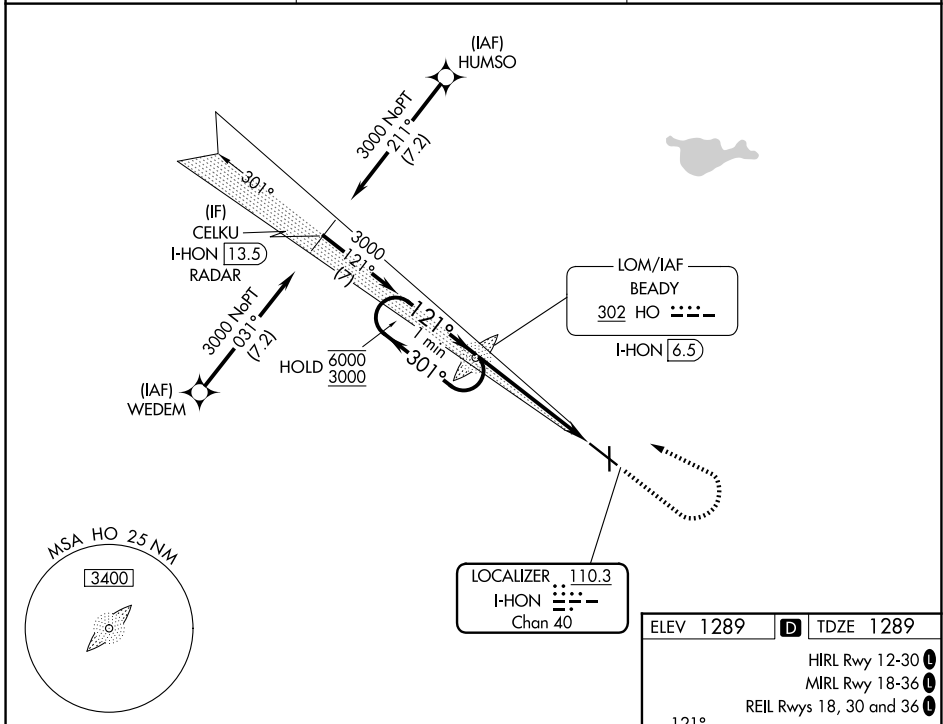 (IAF)
HUMSO
3000 NoPT
211°
(7.2)
301°
(IF)
CELKU
I-HON 13.5
RADAR
3000
121°
(7)
LOM/IAF
BEADY
302 HO
I-HON 6.5
3000 NoPT
031°
(7.2)
121°
1 min
301°
HOLD 6000
3000
(IAF)
WEDEM
MSA HO 25 NM
3400
LOCALIZER 110.3
I-HON
Chan 40
ELEV 1289 D TDZE 1289
HIRL Rwy 12-30 L
MIRL Rwy 18-36 L
REIL Rwys 18, 30 and 36 L
121°